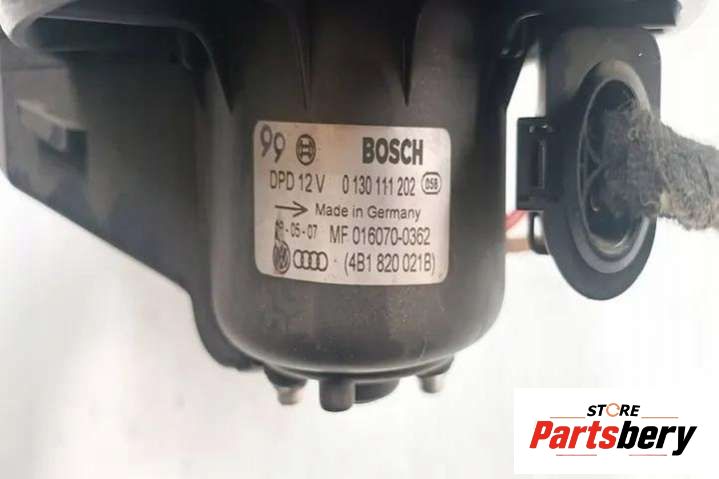 99 BOSCH
DPD 12 V 0 130 111 202 058
Made in Germany
-05-07 MF 016070-0362
(4B1 820 021B)
STORE
Partsbery